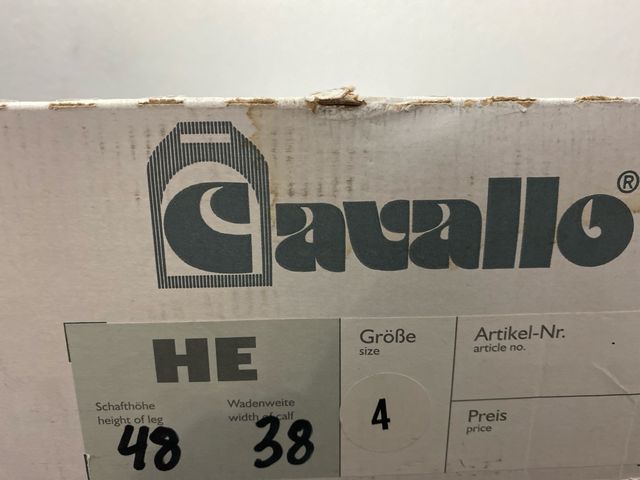 Cavallo®
HE
Größe
size
Artikel-Nr.
article no.
Schafthöhe
height of leg
Wadenweite
width of calf
48
38
4
Preis
price